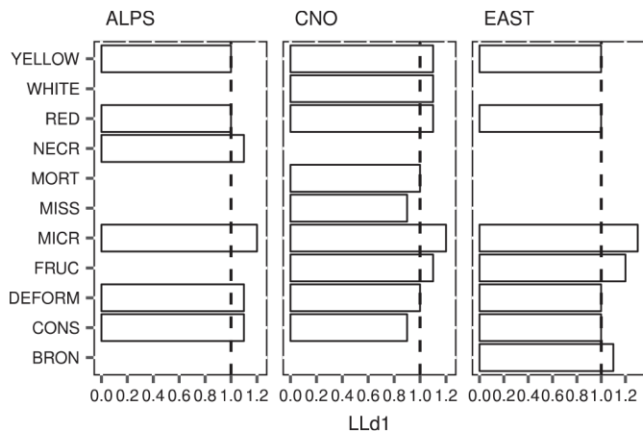 ALPS CNO EAST
YELLOW
WHITE
RED
NECR
MORT
MISS
MICR
FRUC
DEFORM
CONS
BRON
0.0 0.2 0.4 0.6 0.8 1.0 1.2 0.0 0.2 0.4 0.6 0.8 1.0 1.2 0.0 0.2 0.4 0.6 0.8 1.0 1.2
LLd1